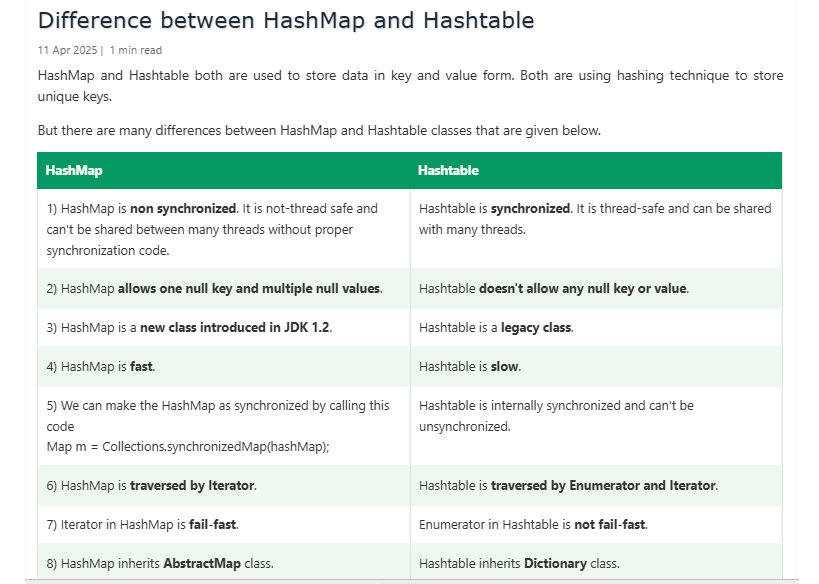 Difference between HashMap and Hashtable
11 Apr 2025 | 1 min read
HashMap and Hashtable both are used to store data in key and value form. Both are using hashing technique to store
unique keys.
But there are many differences between HashMap and Hashtable classes that are given below.
HashMap Hashtable
1) HashMap is non synchronized. It is not-thread safe and
can't be shared between many threads without proper
synchronization code.
Hashtable is synchronized. It is thread-safe and can be shared
with many threads.
2) HashMap allows one null key and multiple null values.
Hashtable doesn't allow any null key or value.
3) HashMap is a new class introduced in JDK 1.2.
Hashtable is a legacy class.
4) HashMap is fast.
Hashtable is slow.
5) We can make the HashMap as synchronized by calling this
code
Map m = Collections.synchronizedMap(hashMap);
Hashtable is internally synchronized and can't be
unsynchronized.
6) HashMap is traversed by Iterator.
Hashtable is traversed by Enumerator and Iterator.
7) Iterator in HashMap is fail-fast.
Enumerator in Hashtable is not fail-fast.
8) HashMap inherits AbstractMap class.
Hashtable inherits Dictionary class.